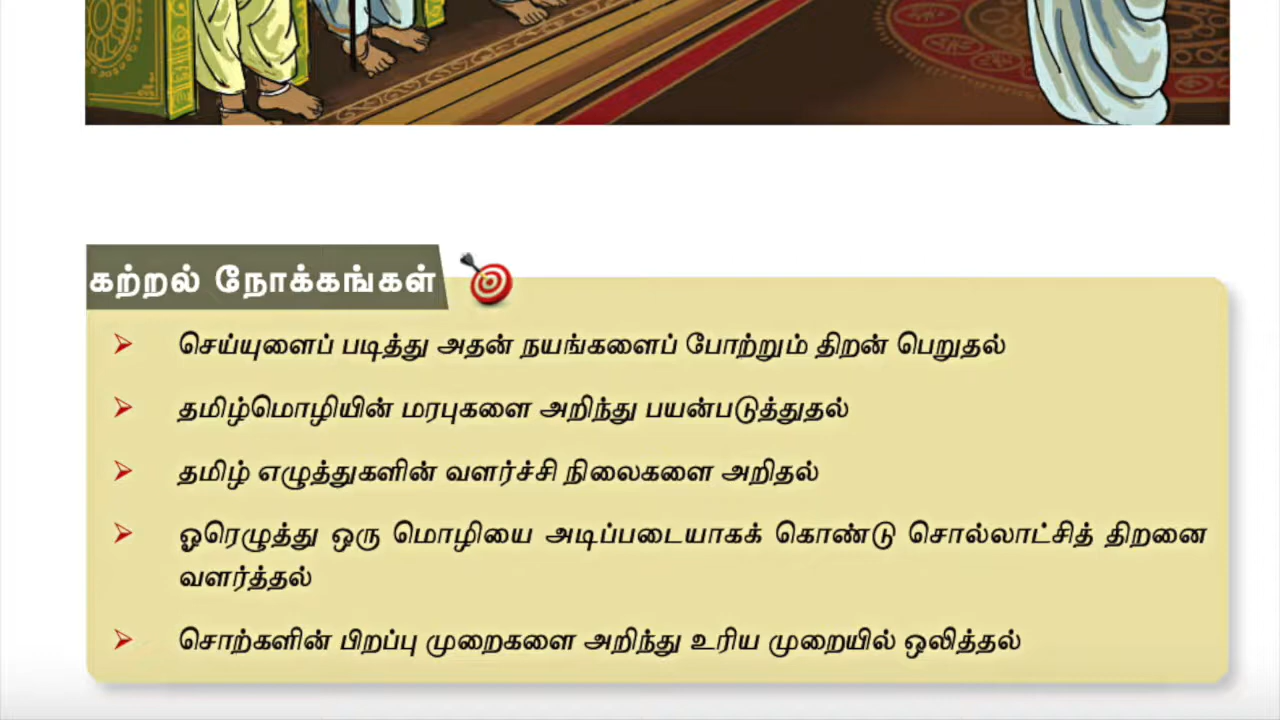 கற்றல் நோக்கங்கள்
செய்யுளைப் படித்து அதன் நயங்களைப் போற்றும் திறன் பெறுதல்
தமிழ்மொழியின் மரபுகளை அறிந்து பயன்படுத்துதல்
தமிழ் எழுத்துகளின் வளர்ச்சி நிலைகளை அறிதல்
ஓரெழுத்து ஒரு மொழியை அடிப்படையாகக் கொண்டு சொல்லாட்சித் திறனை
வளர்த்தல்
சொற்களின் பிறப்பு முறைகளை அறிந்து உரிய முறையில் ஒலித்தல்